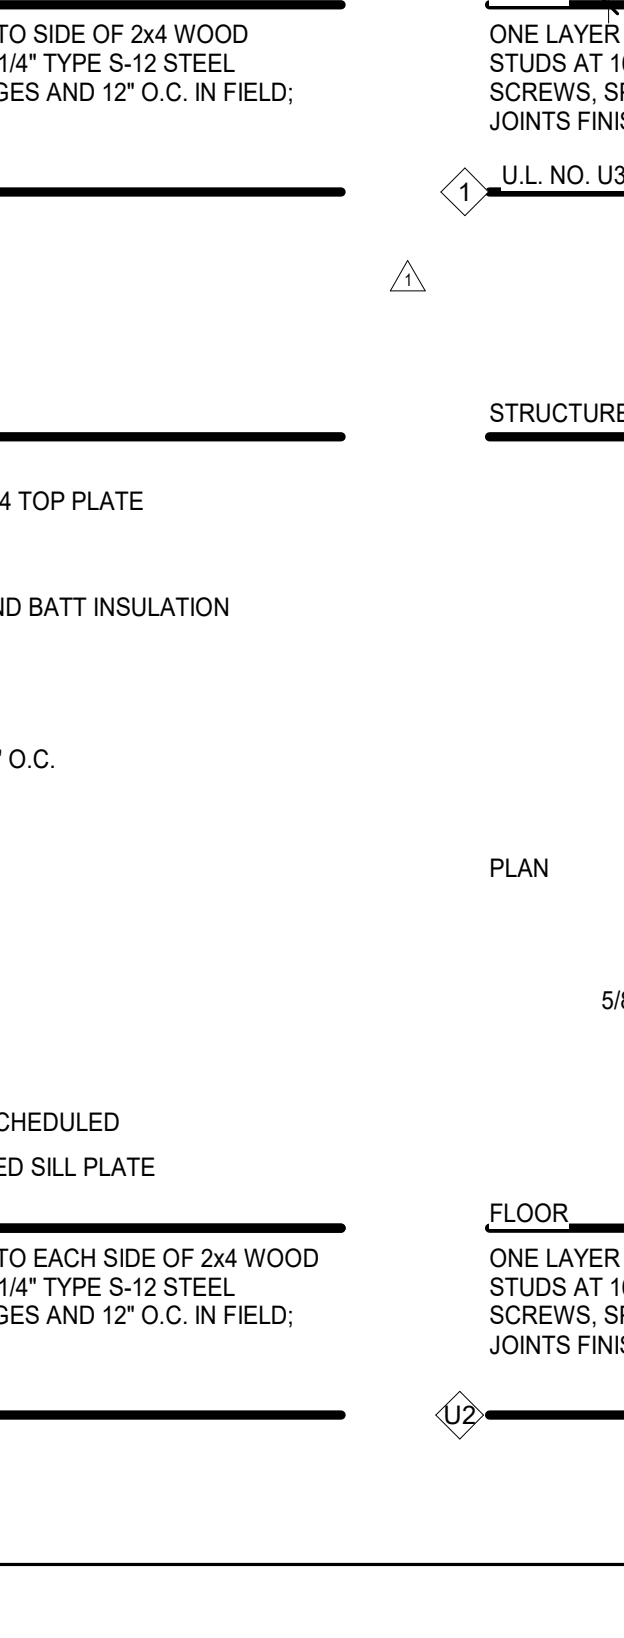 TO SIDE OF 2x4 WOOD
1/4" TYPE S-12 STEEL
GES AND 12" O.C. IN FIELD;
ONE LAYER
STUDS AT 1
SCREWS, S
JOINTS FINI
1
U.L. NO. U3
1
STRUCTURE
4 TOP PLATE
ND BATT INSULATION
" O.C.
PLAN
5/8
CHEDULED
ED SILL PLATE
FLOOR
TO EACH SIDE OF 2x4 WOOD
1/4" TYPE S-12 STEEL
GES AND 12" O.C. IN FIELD;
ONE LAYER
STUDS AT 1
SCREWS, S
JOINTS FINI
U2